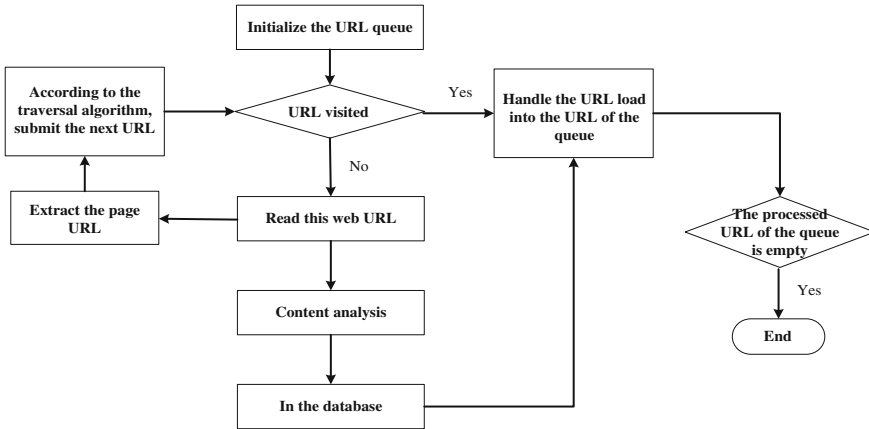 Initialize the URL queue
According to the
traversal algorithm,
submit the next URL
URL visited
Yes
Handle the URL load
into the URL of the
queue
No
Extract the page
URL
Read this web URL
The processed
URL of the queue
is empty
Content analysis
Yes
End
In the database